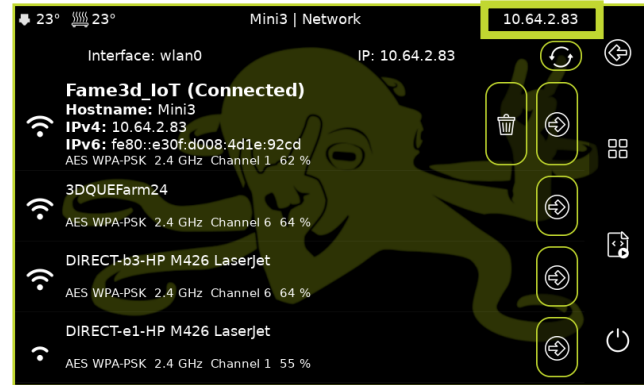 23° 23° Mini3 | Network 10.64.2.83
Interface: wlan0 IP: 10.64.2.83
Fame3d_IoT (Connected)
Hostname: Mini3
IPv4: 10.64.2.83
IPv6: fe80::e30f:d008:4d1e:92cd
AES WPA-PSK 2.4 GHz Channel 1 62 %
3DQUEFarm24
AES WPA-PSK 2.4 GHz Channel 6 64 %
DIRECT-b3-HP M426 LaserJet
AES WPA-PSK 2.4 GHz Channel 6 64 %
DIRECT-e1-HP M426 LaserJet
AES WPA-PSK 2.4 GHz Channel 1 55 %